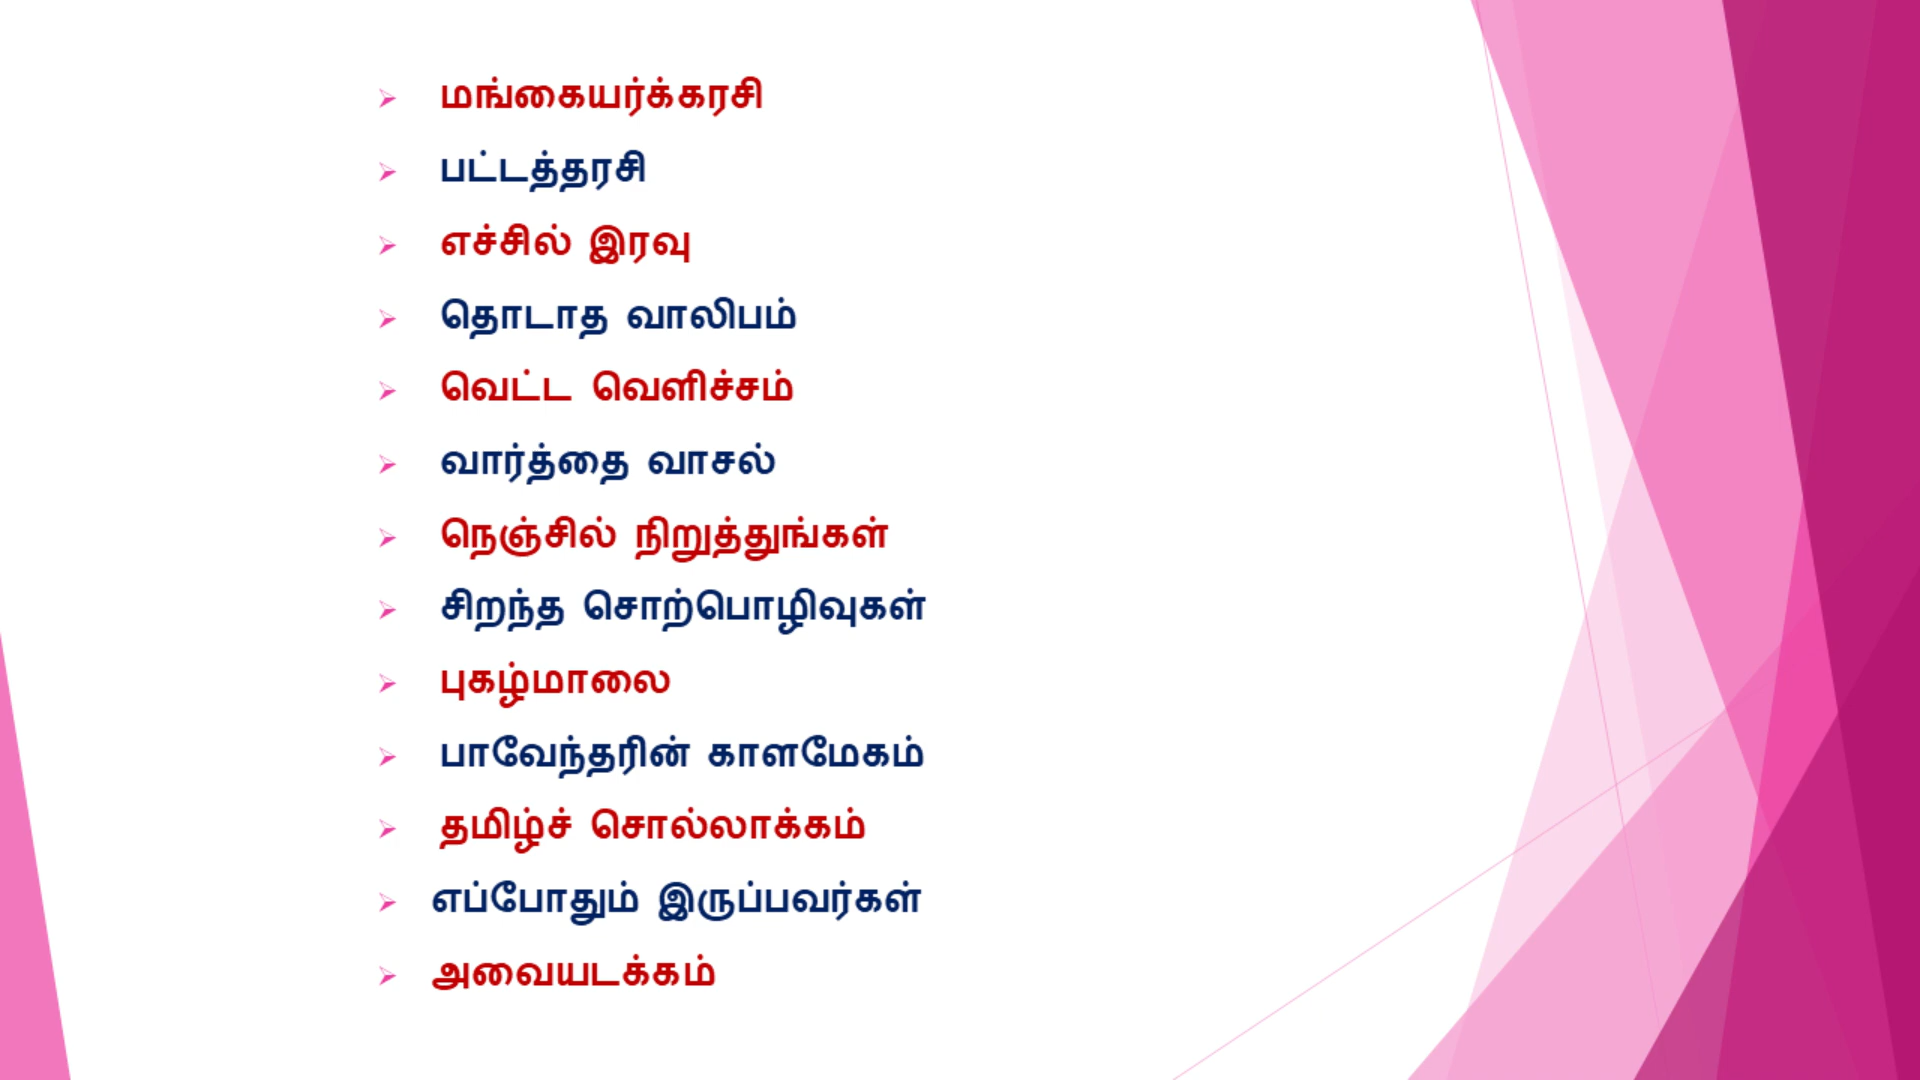 மங்கையர்க்கரசி
பட்டத்தரசி
எச்சில் இரவு
தொடாத வாலிபம்
வெட்ட வெளிச்சம்
வார்த்தை வாசல்
நெஞ்சில் நிறுத்துங்கள்
சிறந்த சொற்பொழிவுகள்
புகழ்மாலை
பாவேந்தரின் காளமேகம்
தமிழ்ச் சொல்லாக்கம்
எப்போதும் இருப்பவர்கள்
அவையடக்கம்